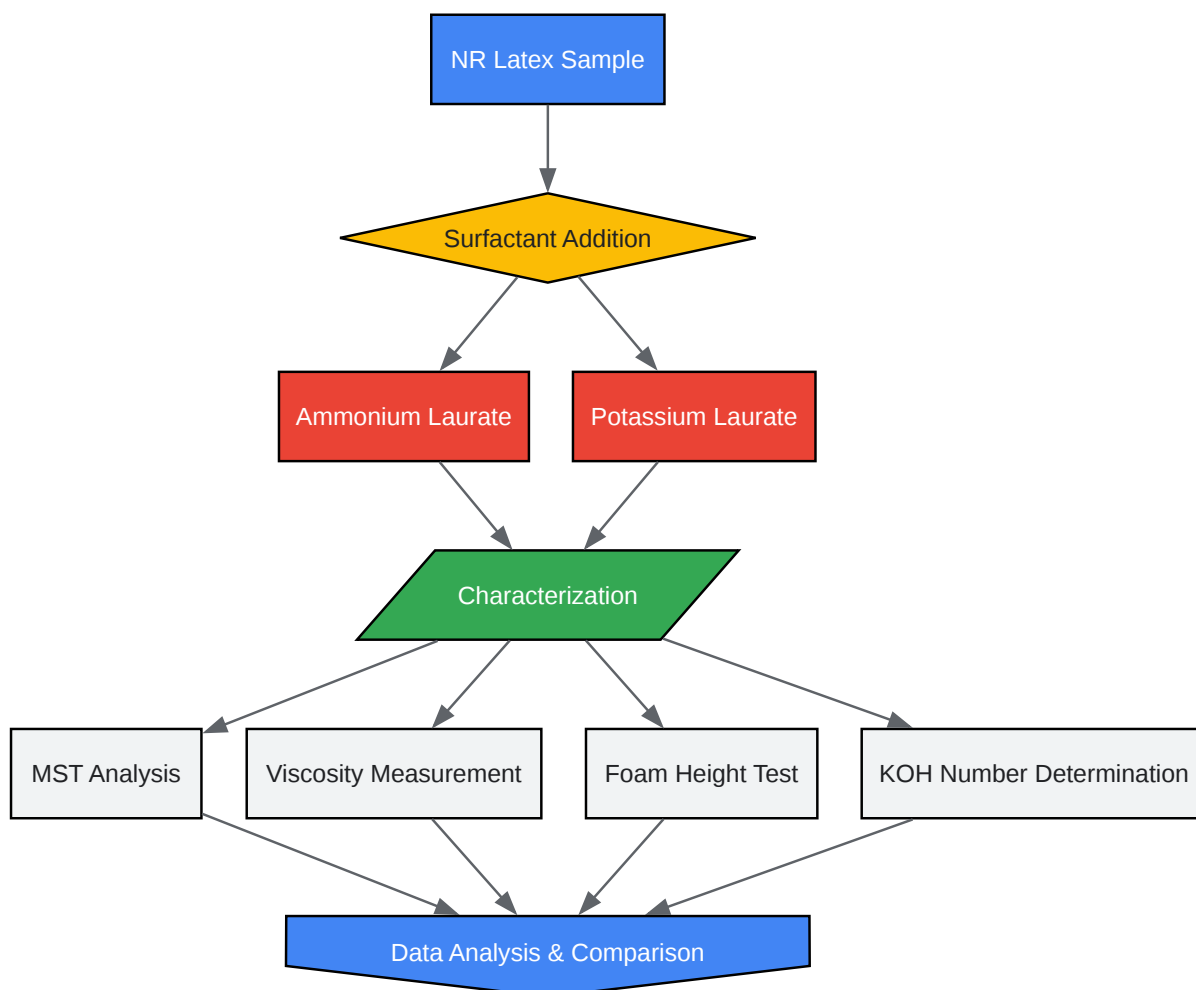 NR Latex Sample
Surfactant Addition
Ammonium Laurate
Potassium Laurate
Characterization
MST Analysis
Viscosity Measurement
Foam Height Test
KOH Number Determination
Data Analysis & Comparison